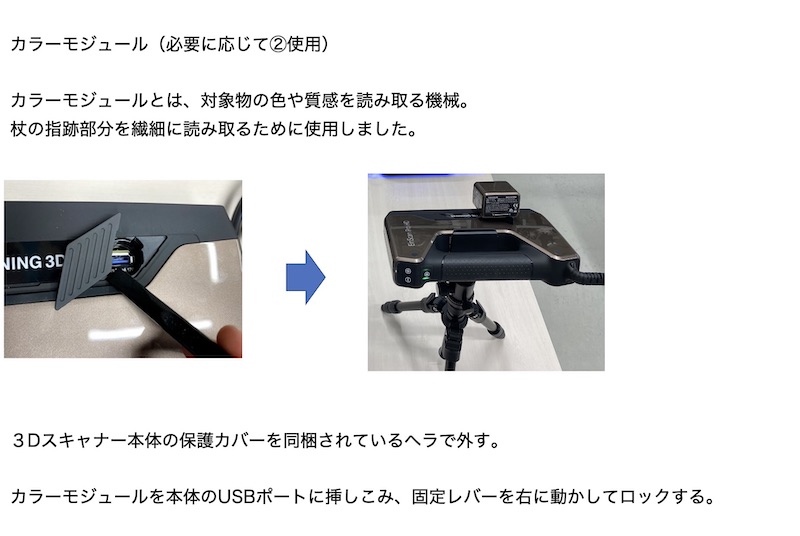 カラーモジュール（必要に応じて②使用）
カラーモジュールとは、対象物の色や質感を読み取る機械。
杖の指跡部分を繊細に読み取るために使用しました。
NING 3D
EinScan Pro HD
３Dスキャナー本体の保護カバーを同梱されているヘラで外す。
カラーモジュールを本体のUSBポートに挿しこみ、固定レバーを右に動かしてロックする。